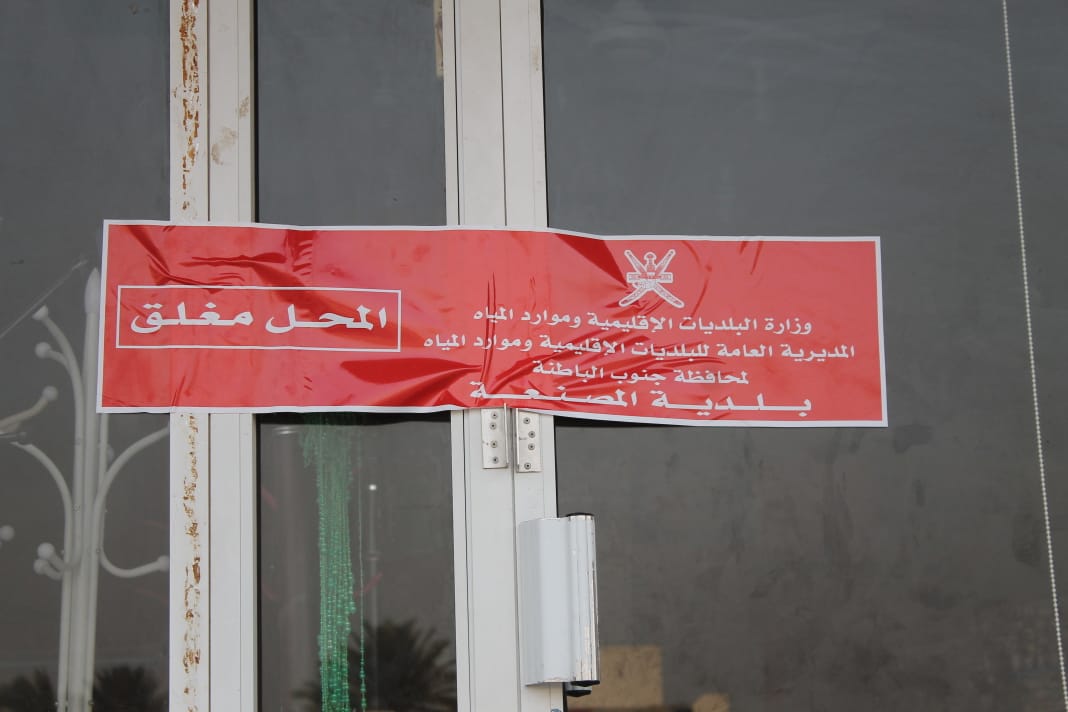 وزارة البلديات الإقليمية وموارد المياه
المديرية العامة للبلديات الإقليمية وموارد المياه
لمحافظة جنوب الباطنة
بلدية المصنعة
المحل مغلق